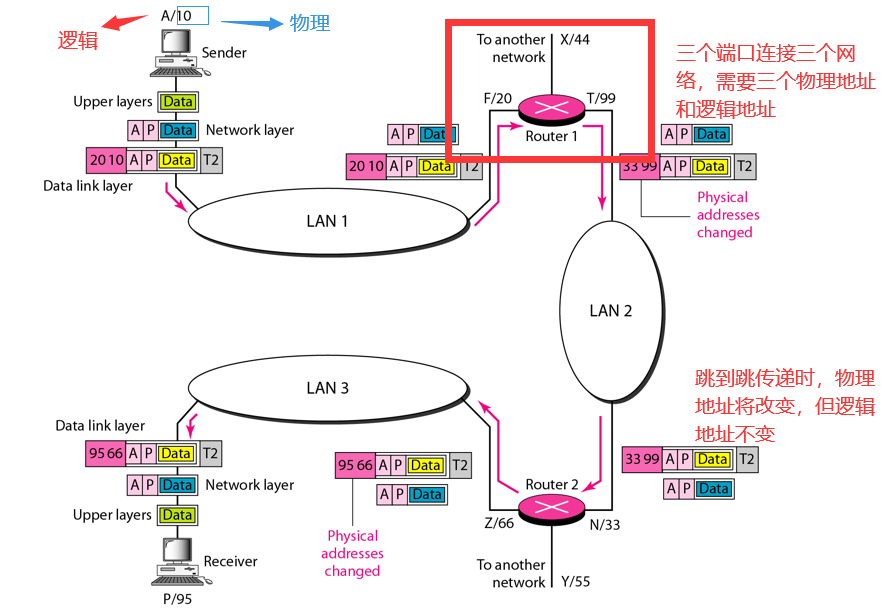 A/10
物理
逻辑
Sender
Upper layers
Data
A P Data
Network layer
20 10 A P Data T2
Data link layer
LAN 1
To another
network
X/44
F/20
T/99
Router 1
A P Data
20 10 A P Data T2
三个端口连接三个网
络，需要三个物理地址
和逻辑地址
A P Data
33 99 A P Data T2
Physical
addresses
changed
LAN 2
跳到跳传递时，物理
地址将改变，但逻辑
地址不变
33 99 A P Data T2
A P Data
Router 2
Z/66
N/33
To another
network
Y/55
LAN 3
95 66 A P Data T2
A P Data
Physical
addresses
changed
Data link layer
95 66 A P Data T2
A P Data
Network layer
Upper layers
Data
Receiver
P/95